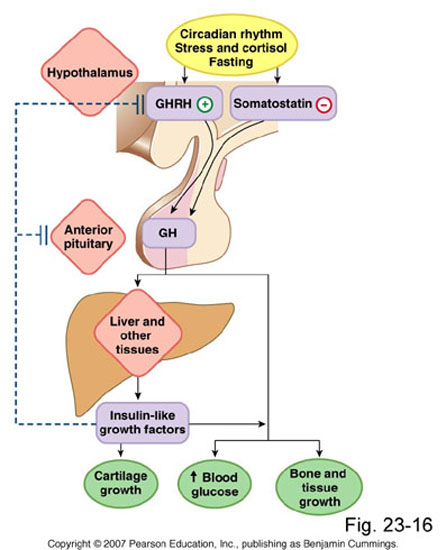 Circadian rhythm
Stress and cortisol
Fasting
Hypothalamus
GHRH +
Somatostatin –
Anterior
pituitary
GH
Liver and
other
tissues
Insulin-like
growth factors
Cartilage
growth
↑ Blood
glucose
Bone and
tissue
growth
Fig. 23-16
Copyright © 2007 Pearson Education, Inc., publishing as Benjamin Cummings.